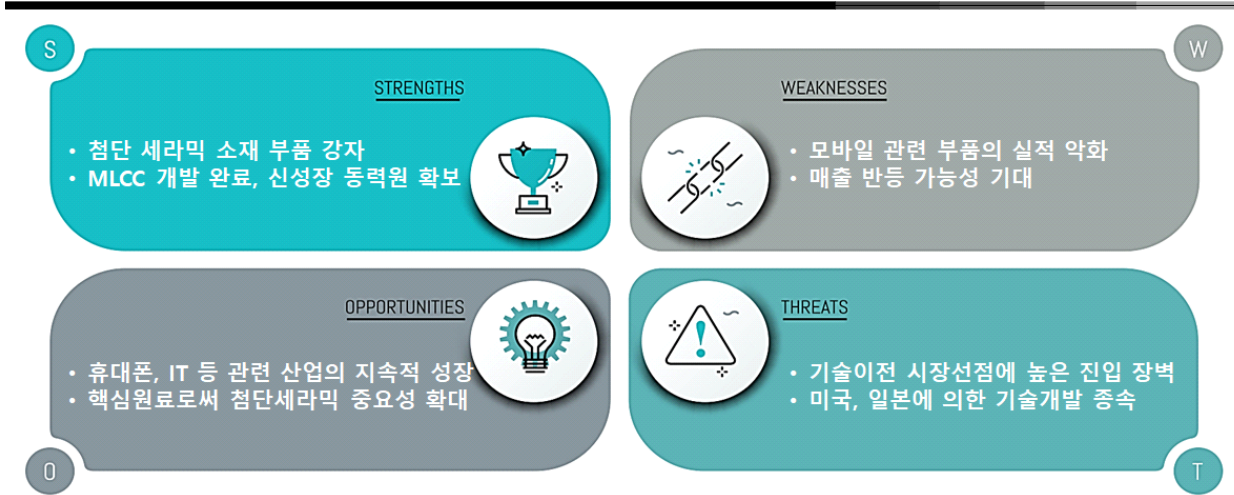 S
STRENGTHS
• 첨단 세라믹 소재 부품 강자
• MLCC 개발 완료, 신성장 동력원 확보
W
WEAKNESSES
• 모바일 관련 부품의 실적 악화
• 매출 반등 가능성 기대
OPPORTUNITIES
• 휴대폰, IT 등 관련 산업의 지속적 성장
• 핵심원료로써 첨단세라믹 중요성 확대
O
THREATS
• 기술이전 시장선점에 높은 진입 장벽
• 미국, 일본에 의한 기술개발 종속
T